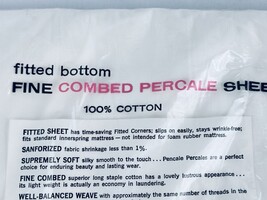 fitted bottom
FINE COMBED PERCALE SHEE
100% COTTON
FITTED SHEET has time-saving Fitted Corners; slips on easily, stays wrinkle-free;
fits standard innerspring mattress — not intended for foam rubber mattress.
SANFORIZED fabric shrinkage less than 1%.
SUPREMELY SOFT silky smooth to the touch . . . Pencale Percales are a perfect
choice for enduring beauty and lasting wear.
FINE COMBED superior long staple cotton has a lovely lustrous appearance . . .
its light weight is actually an economy in laundering.
WELL-BALANCED WEAVE with approximately the same number of threads in the